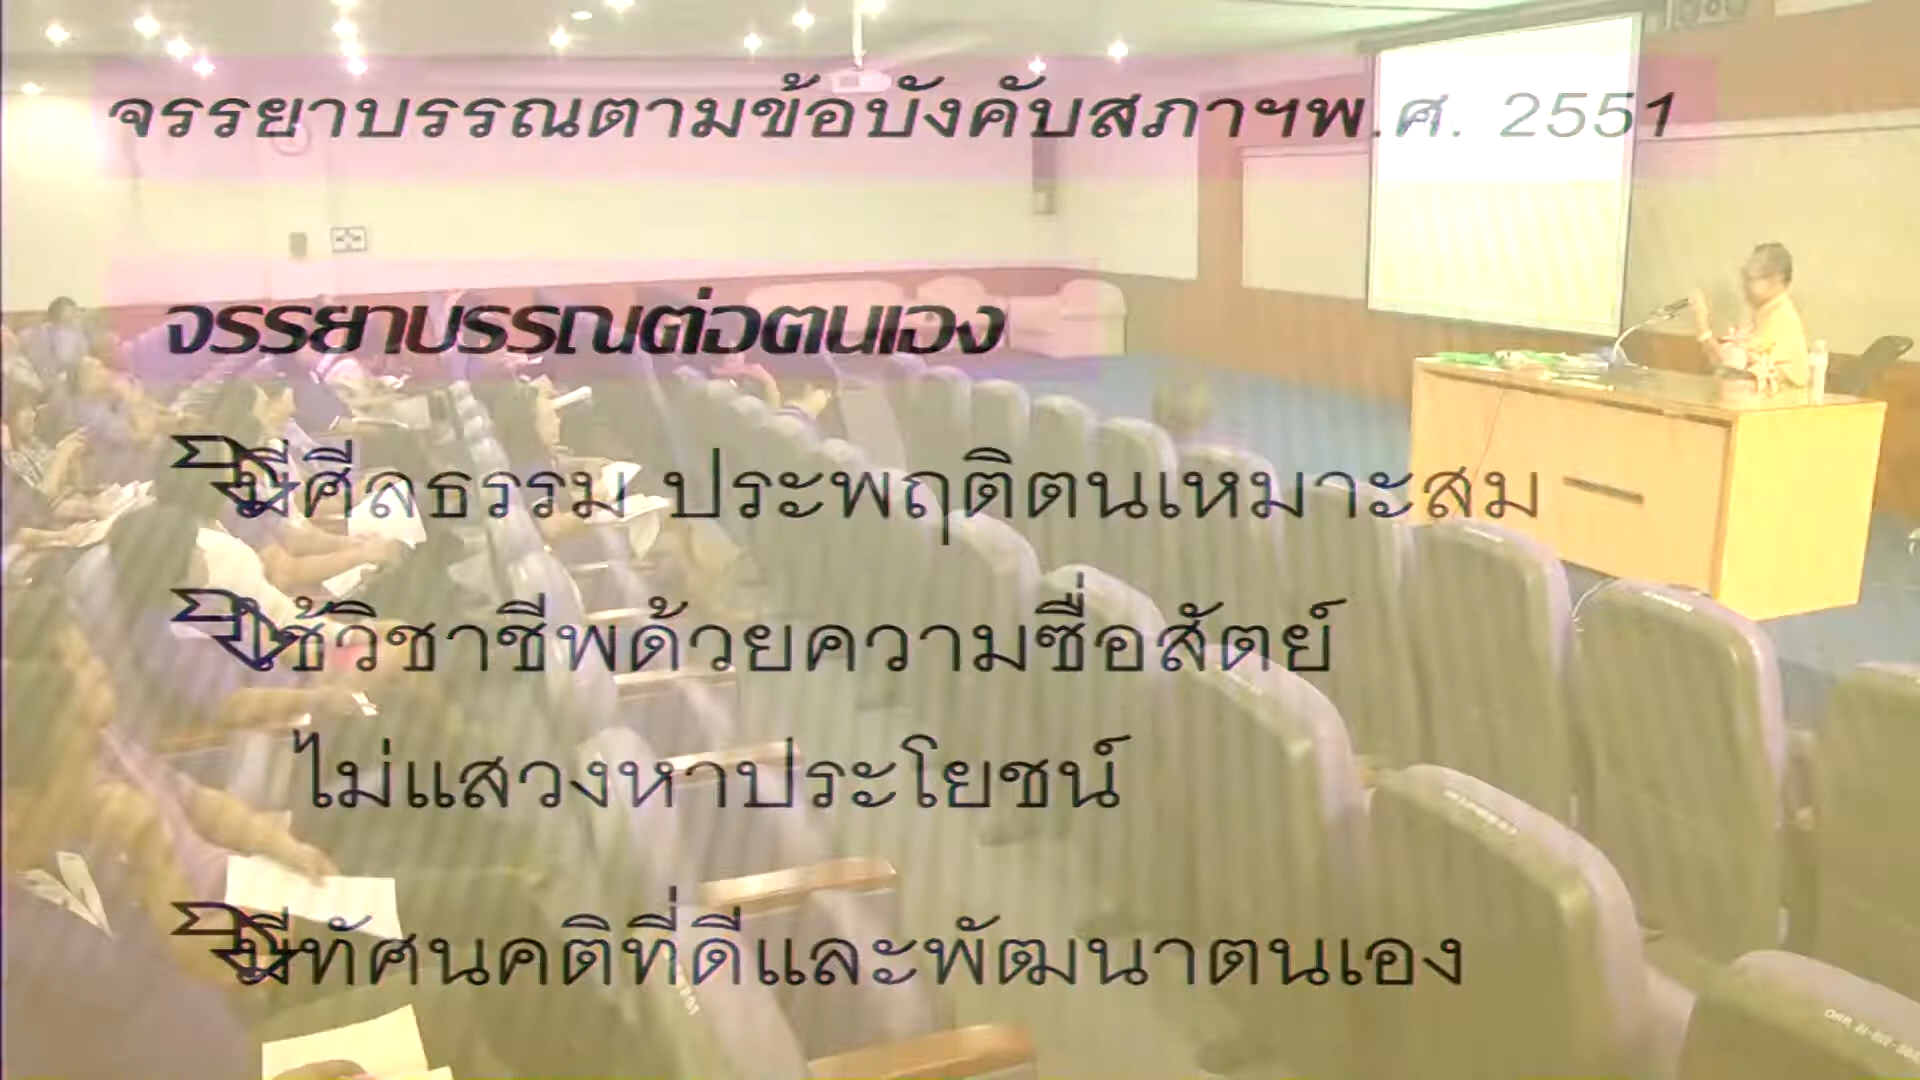 จรรยาบรรณตามข้อบังคับสภาฯพ.ศ. 2551
จรรยาบรรณต่อตนเอง
มีศีลธรรม ประพฤติตนเหมาะสม
ใช้วิชาชีพด้วยความซื่อสัตย์
ไม่แสวงหาประโยชน์
มีทัศนคติที่ดีและพัฒนาตนเอง